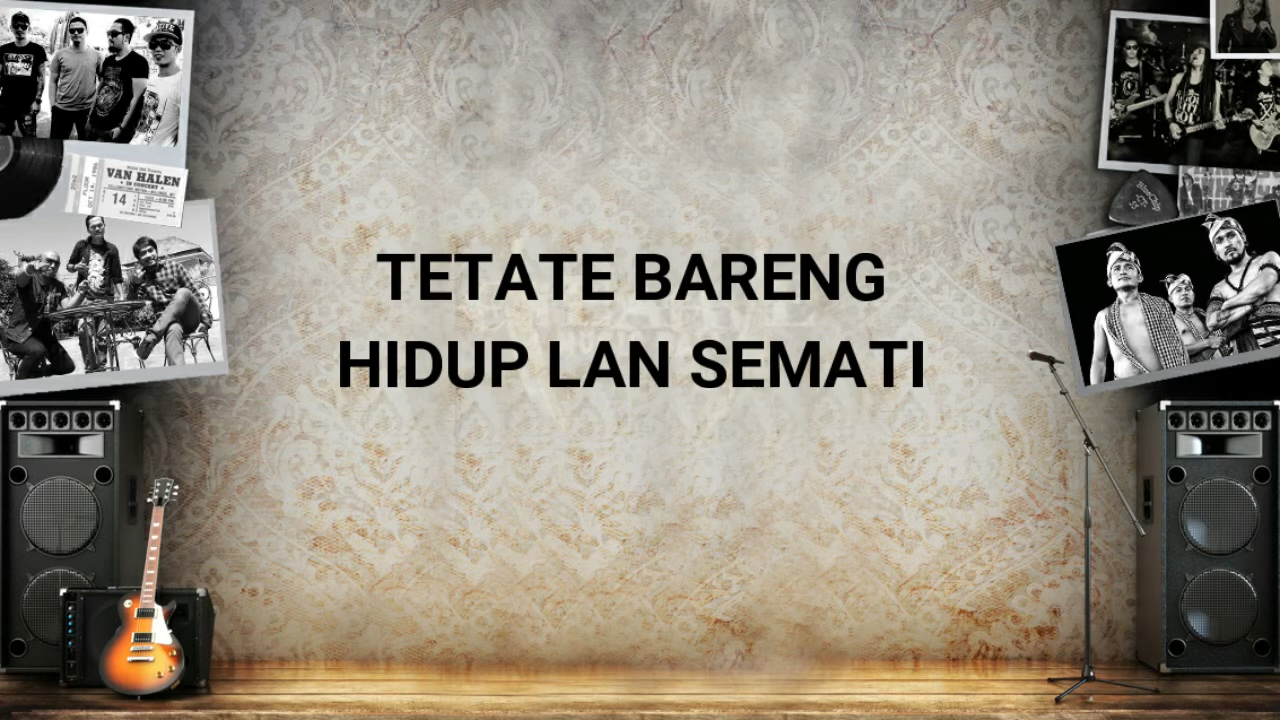 VAN HALEN
IN CONCERT
14
TETATE BARENG
HIDUP LAN SEMATI